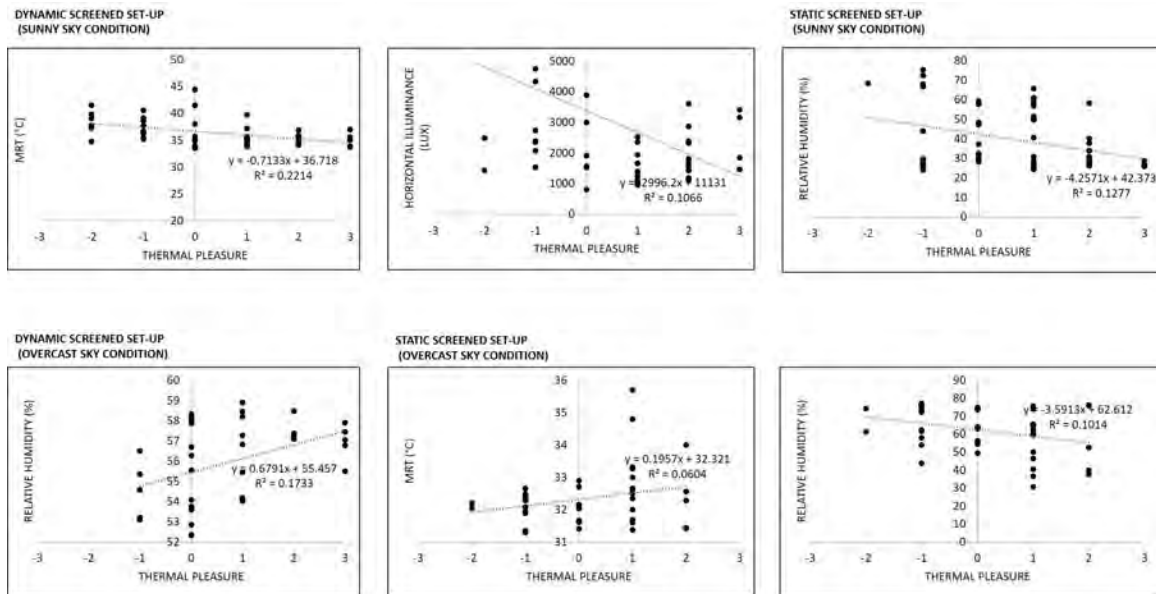 DYNAMIC SCREENED SET-UP
(SUNNY SKY CONDITION)
MRT (°C)
50
45
40
35
30
25
20
y = -0.7133x + 36.718
R² = 0.2214
-3 -2 -1 0 1 2 3
THERMAL PLEASURE
HORIZONTAL ILLUMINANCE
(LUX)
5000
4000
3000
2000
1000
0
y = 2996.2x + 11131
R² = 0.1066
-3 -2 -1 0 1 2 3
THERMAL PLEASURE
STATIC SCREENED SET-UP
(SUNNY SKY CONDITION)
RELATIVE HUMIDITY (%)
80
70
60
50
40
30
20
10
0
y = -4.2571x + 42.373
R² = 0.1277
-3 -2 -1 0 1 2 3
THERMAL PLEASURE
DYNAMIC SCREENED SET-UP
(OVERCAST SKY CONDITION)
RELATIVE HUMIDITY (%)
60
59
58
57
56
55
54
53
52
y = 0.6791x + 55.457
R² = 0.1733
-3 -2 -1 0 1 2 3
THERMAL PLEASURE
STATIC SCREENED SET-UP
(OVERCAST SKY CONDITION)
MRT (°C)
36
35
34
33
32
31
y = 0.1957x + 32.321
R² = 0.0604
-3 -2 -1 0 1 2 3
THERMAL PLEASURE
RELATIVE HUMIDITY (%)
90
80
70
60
50
40
30
20
10
0
y = -3.5913x + 62.612
R² = 0.1014
-3 -2 -1 0 1 2 3
THERMAL PLEASURE